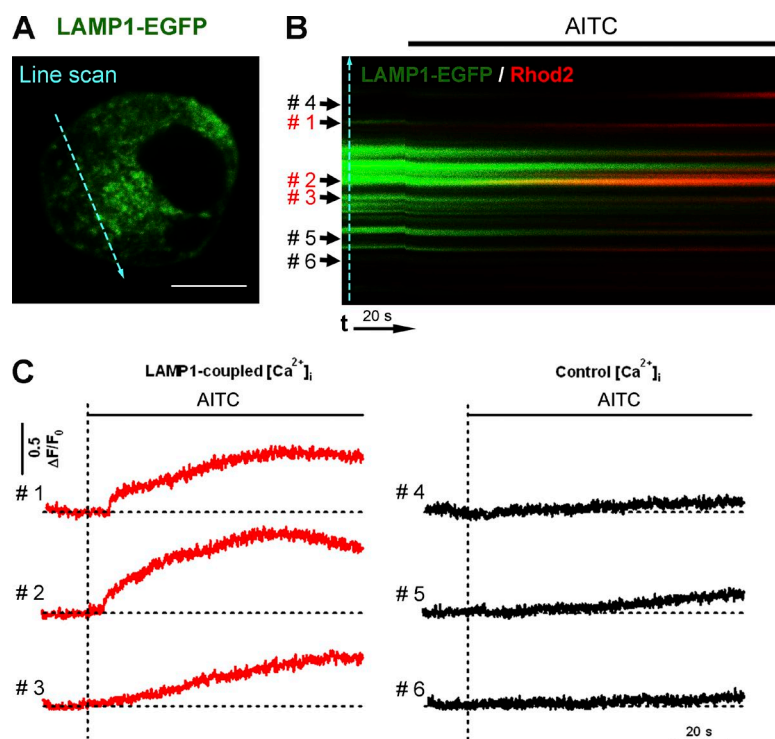 A LAMP1-EGFP
Line scan
B AITC
LAMP1-EGFP / Rhod2
# 4
# 1
# 2
# 3
# 5
# 6
t 20 s
C
LAMP1-coupled [Ca²⁺]ᵢ
AITC
0.5
ΔF/F₀
# 1
# 2
# 3
Control [Ca²⁺]ᵢ
AITC
# 4
# 5
# 6
20 s